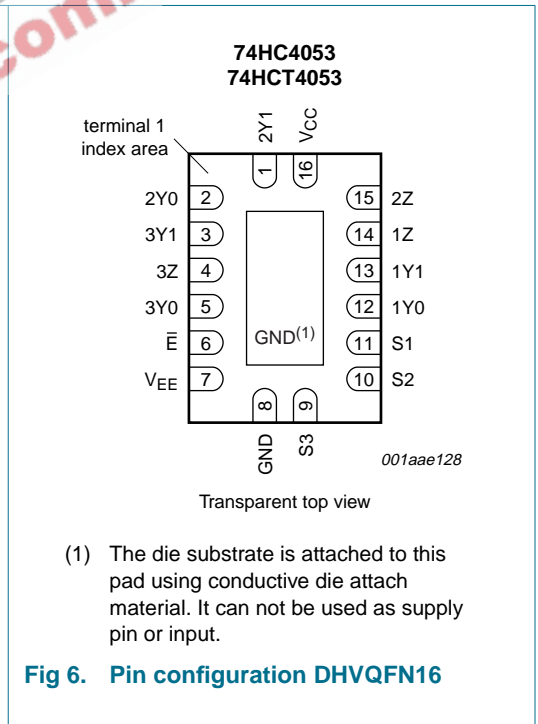 com
74HC4053
74HCT4053
terminal 1
index area
2Y1
VCC
1
16
2Y0 2
15 2Z
3Y1 3
14 1Z
3Z 4
13 1Y1
3Y0 5
12 1Y0
E̅ 6
GND(1)
11 S1
VEE 7
10 S2
8
9
GND
S3
001aae128
Transparent top view
(1) The die substrate is attached to this
pad using conductive die attach
material. It can not be used as supply
pin or input.
Fig 6. Pin configuration DHVQFN16